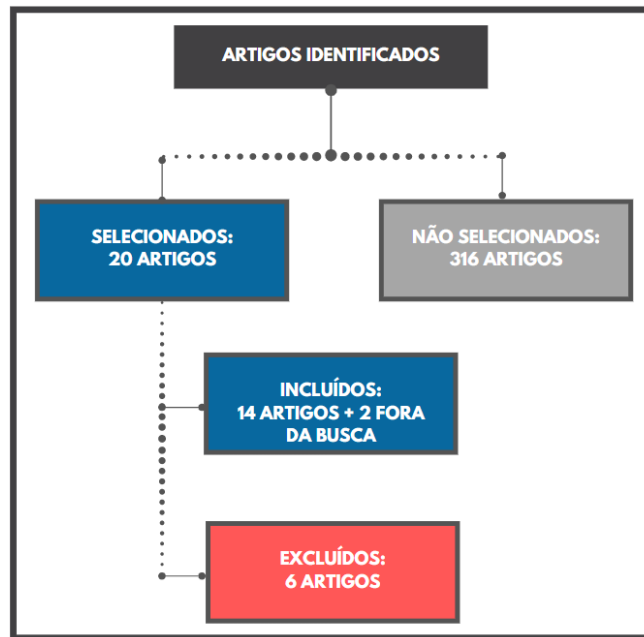 ARTIGOS IDENTIFICADOS
SELECIONADOS:
20 ARTIGOS
NÃO SELECIONADOS:
316 ARTIGOS
INCLUÍDOS:
14 ARTIGOS + 2 FORA
DA BUSCA
EXCLUÍDOS:
6 ARTIGOS